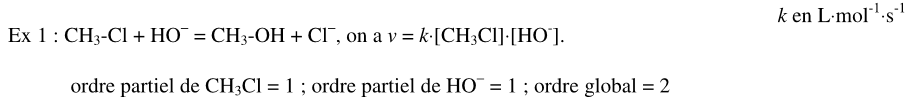 k en L·mol⁻¹·s⁻¹
Ex 1 : CH₃-Cl + HO⁻ = CH₃-OH + Cl⁻, on a v = k·[CH₃Cl]·[HO⁻].
ordre partiel de CH₃Cl = 1 ; ordre partiel de HO⁻ = 1 ; ordre global = 2